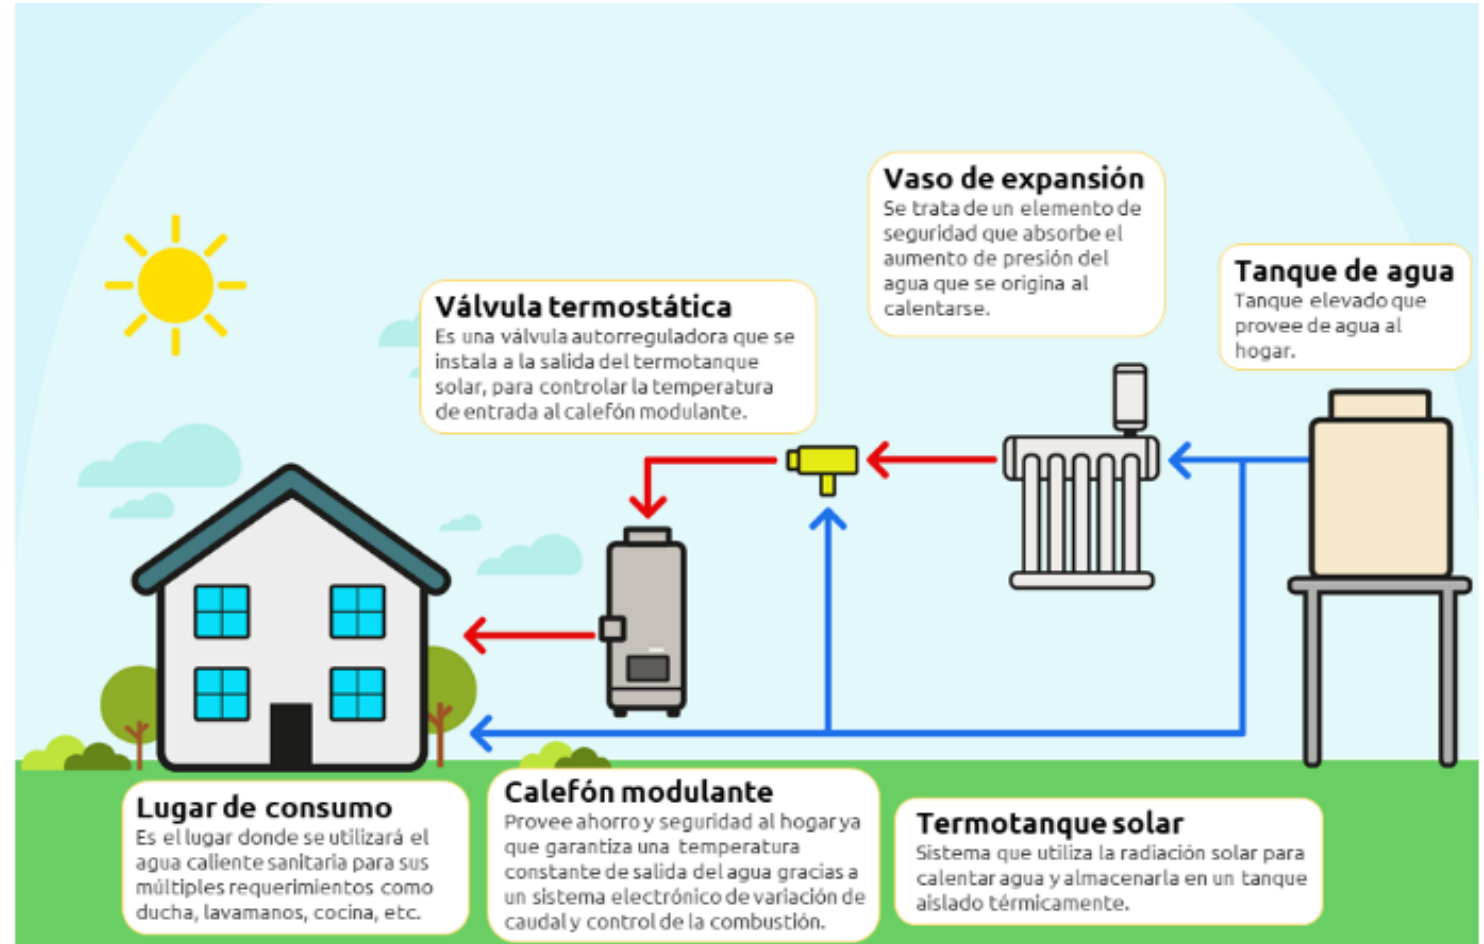 Vaso de expansión
Se trata de un elemento de
seguridad que absorbe el
aumento de presión del
agua que se origina al
calentarse.
Tanque de agua
Tanque elevado que
provee de agua al
hogar.
Válvula termostática
Es una válvula autorreguladora que se
instala a la salida del termotanque
solar, para controlar la temperatura
de entrada al calefón modulante.
Lugar de consumo
Es el lugar donde se utilizará el
agua caliente sanitaria para sus
múltiples requerimientos como
ducha, lavamanos, cocina, etc.
Calefón modulante
Provee ahorro y seguridad al hogar ya
que garantiza una temperatura
constante de salida del agua gracias a
un sistema electrónico de variación de
caudal y control de la combustión.
Termotanque solar
Sistema que utiliza la radiación solar para
calentar agua y almacenarla en un tanque
aislado térmicamente.